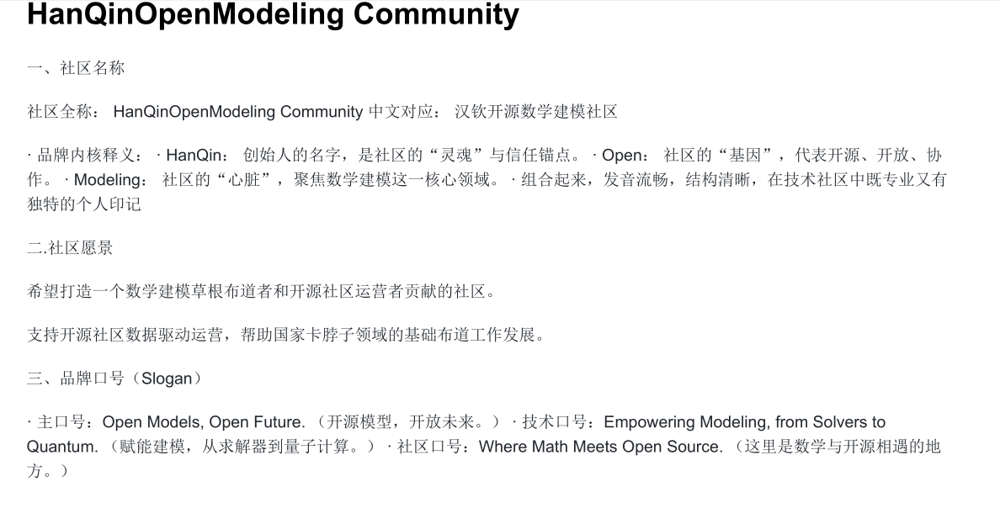 HanQinOpenModeling Community
一、社区名称
社区全称： HanQinOpenModeling Community 中文对应： 汉钦开源数学建模社区
· 品牌内核释义： · HanQin： 创始人的名字，是社区的“灵魂”与信任锚点。 · Open： 社区的“基因”，代表开源、开放、协
作。 · Modeling： 社区的“心脏”，聚焦数学建模这一核心领域。 · 组合起来，发音流畅，结构清晰，在技术社区中既专业又有
独特的个人印记
二.社区愿景
希望打造一个数学建模草根布道者和开源社区运营者贡献的社区。
支持开源社区数据驱动运营，帮助国家卡脖子领域的基础布道工作发展。
三、品牌口号（Slogan）
· 主口号：Open Models, Open Future. （开源模型，开放未来。） · 技术口号：Empowering Modeling, from Solvers to
Quantum. （赋能建模，从求解器到量子计算。） · 社区口号：Where Math Meets Open Source. （这里是数学与开源相遇的地
方。）